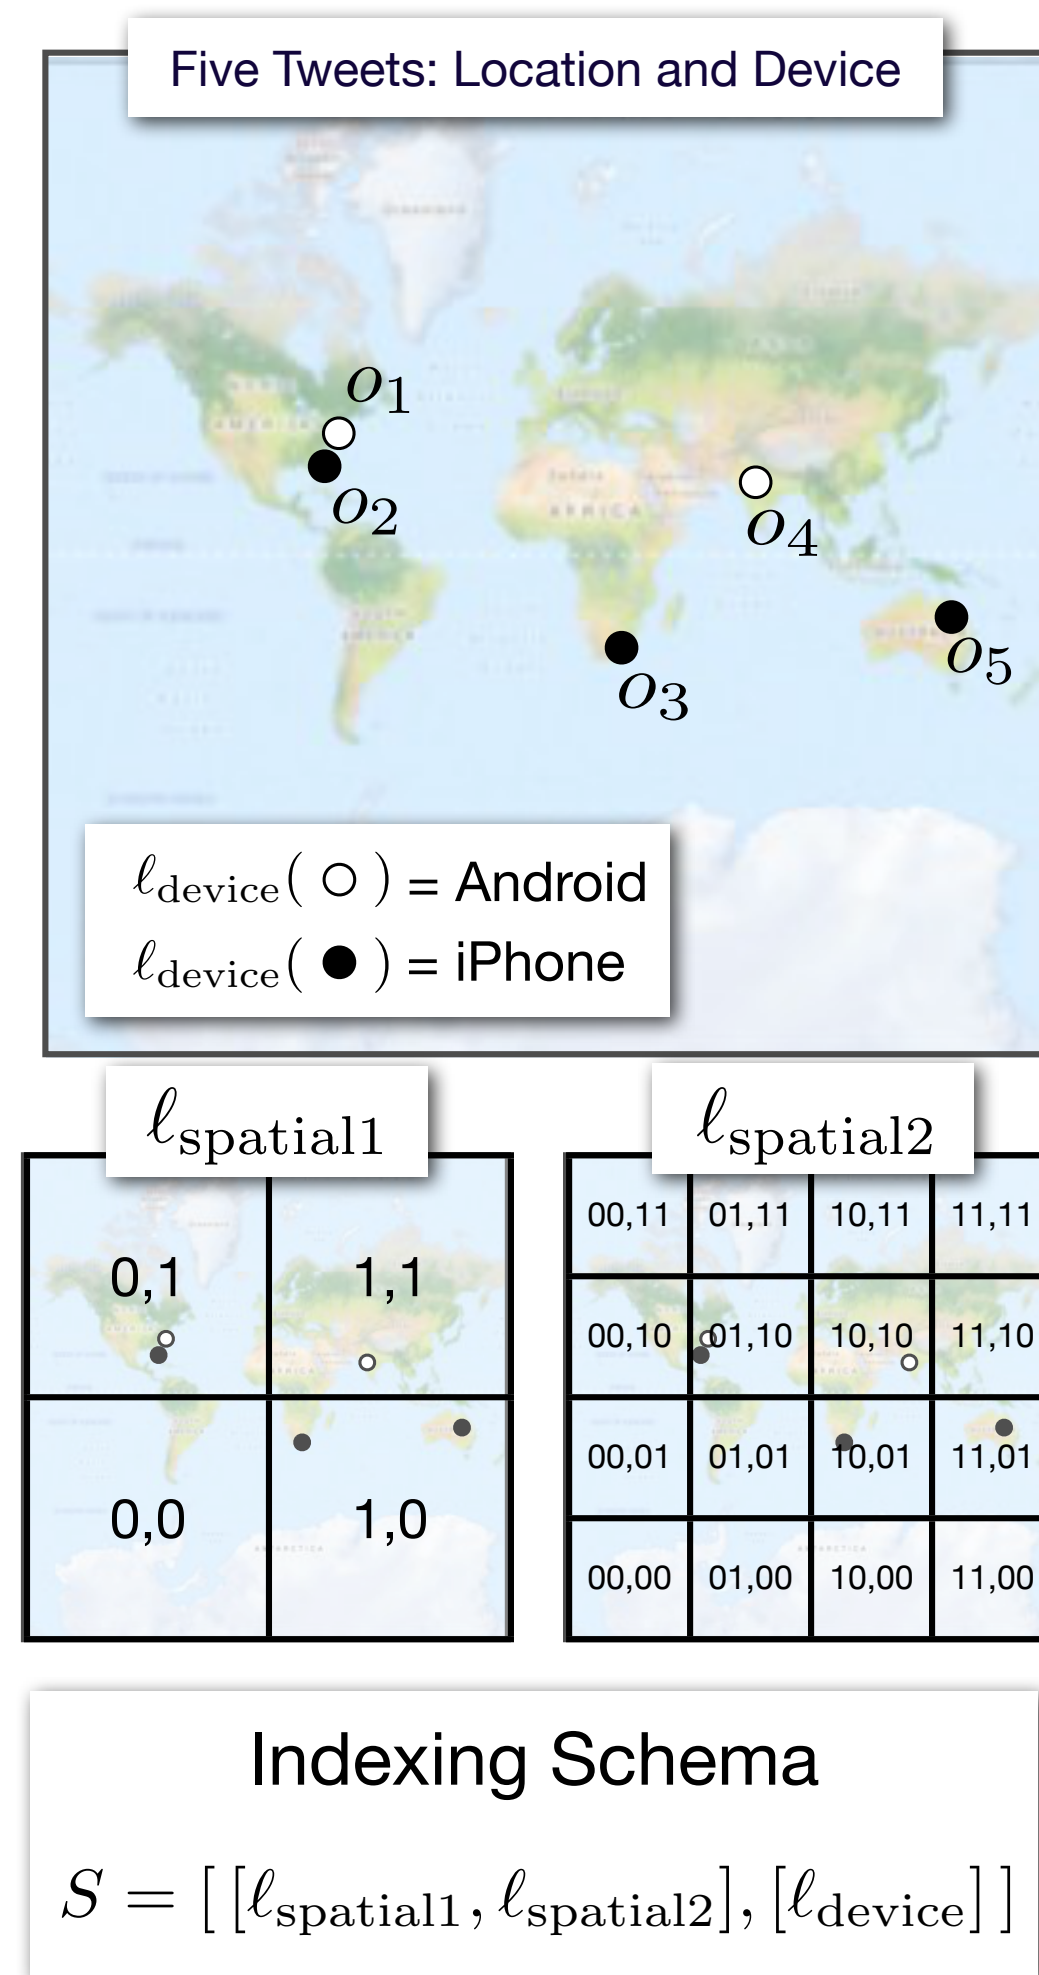 Five Tweets: Location and Device
o1
o2
o4
o5
o3
AFRICA
ℓdevice( ○ ) = Android
ℓdevice( ● ) = iPhone
ℓspatial1
ℓspatial2
0,1 1,1
0,0 1,0
00,11 01,11 10,11 11,11
00,10 01,10 10,10 11,10
00,01 01,01 10,01 11,01
00,00 01,00 10,00 11,00
Indexing Schema
S = [ [ℓspatial1, ℓspatial2], [ℓdevice] ]